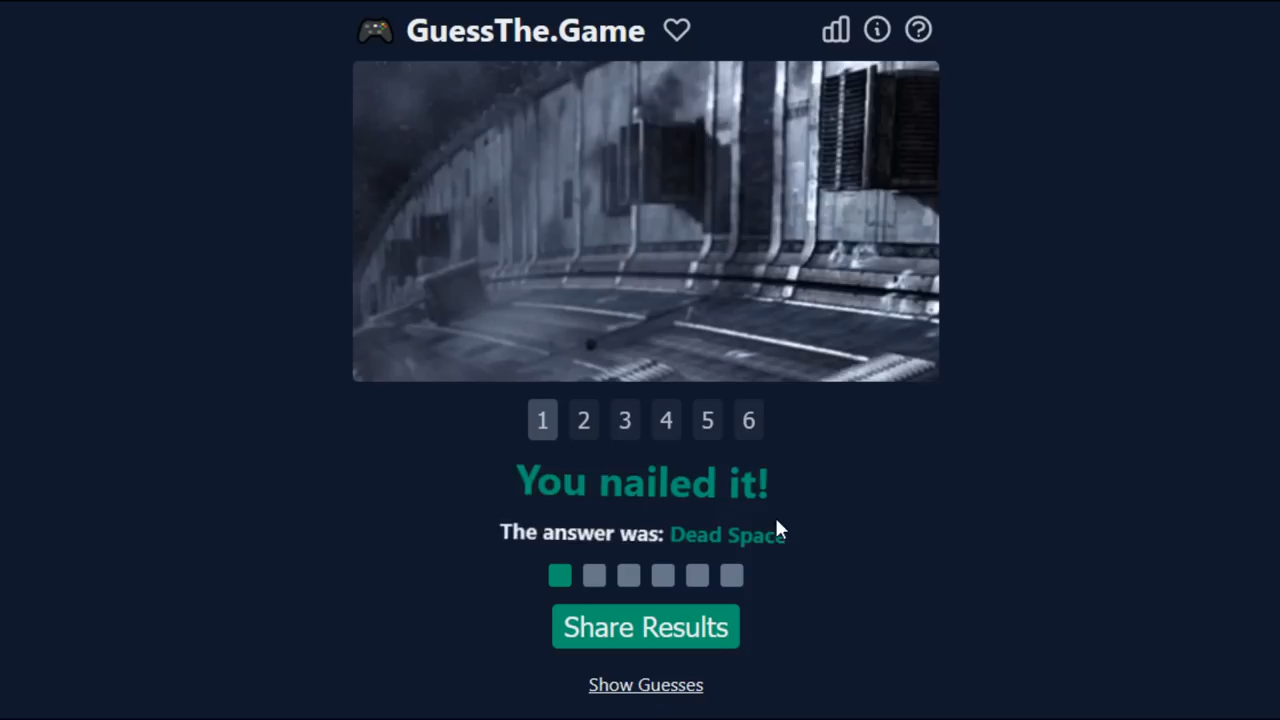 GuessThe.Game
1 2 3 4 5 6
You nailed it!
The answer was: Dead Space
Share Results
Show Guesses